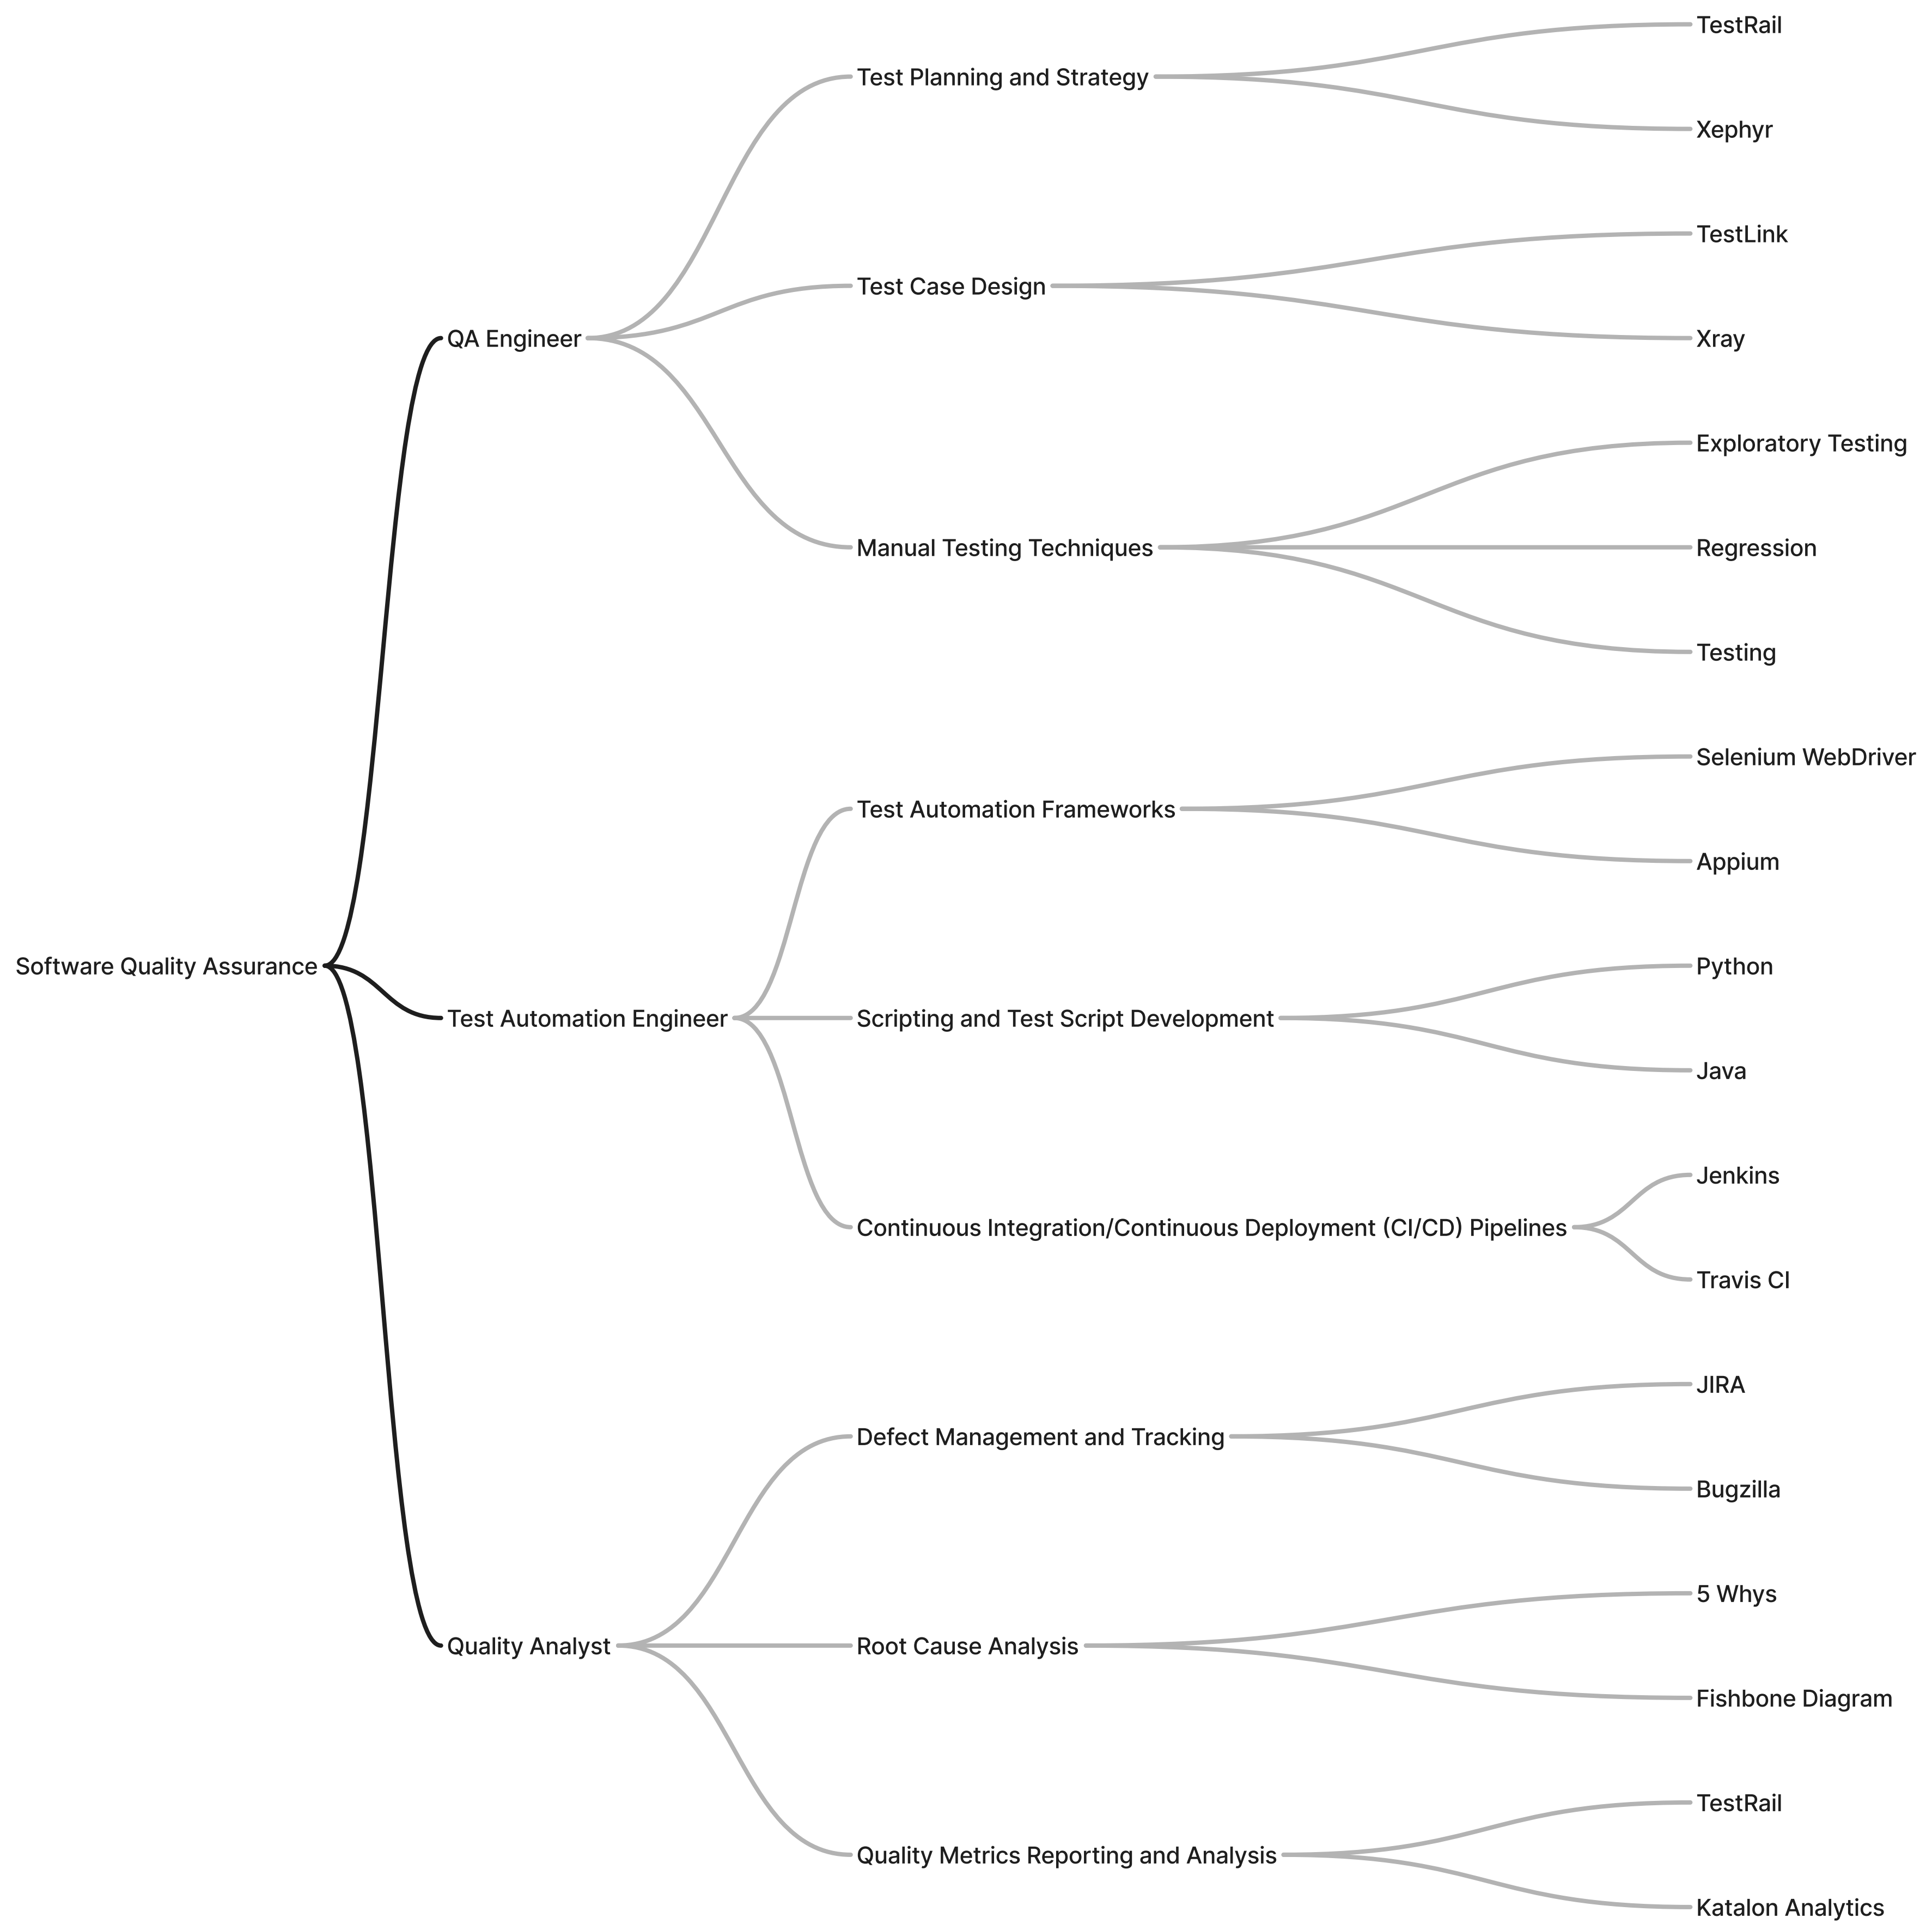 Software Quality Assurance
QA Engineer
Test Planning and Strategy
TestRail
Xephyr
Test Case Design
TestLink
Xray
Manual Testing Techniques
Exploratory Testing
Regression
Testing
Test Automation Engineer
Test Automation Frameworks
Selenium WebDriver
Appium
Scripting and Test Script Development
Python
Java
Continuous Integration/Continuous Deployment (CI/CD) Pipelines
Jenkins
Travis CI
Quality Analyst
Defect Management and Tracking
JIRA
Bugzilla
Root Cause Analysis
5 Whys
Fishbone Diagram
Quality Metrics Reporting and Analysis
TestRail
Katalon Analytics